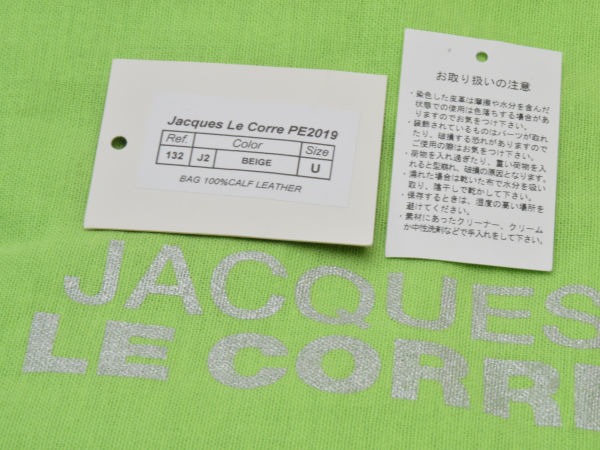 Jacques Le Corre PE2019
Ref. Color Size
132 J2 BEIGE U
BAG 100%CALF LEATHER
お取り扱いの注意
・染色した皮革は摩擦や水分を含んだ
状態での使用は色落ちする場合があ
りますのでお気をつけ下さい。
・装飾されているものはパーツが取れ
たり、破損する恐れがありますので
ご使用の際はお気をつけ下さい。
・荷物を入れ過ぎたり、重い荷物を入
れると型崩れ、破損の原因となります。
・濡れた場合は乾いた布で水分を吸い
取り、陰干しで乾かして下さい。
・保存するときは、湿度の高い場所を
避けてください。
・素材にあったクリーナー、クリーム
か中性洗剤などで手入れをして下さい。
JACQUES
LE CORRE